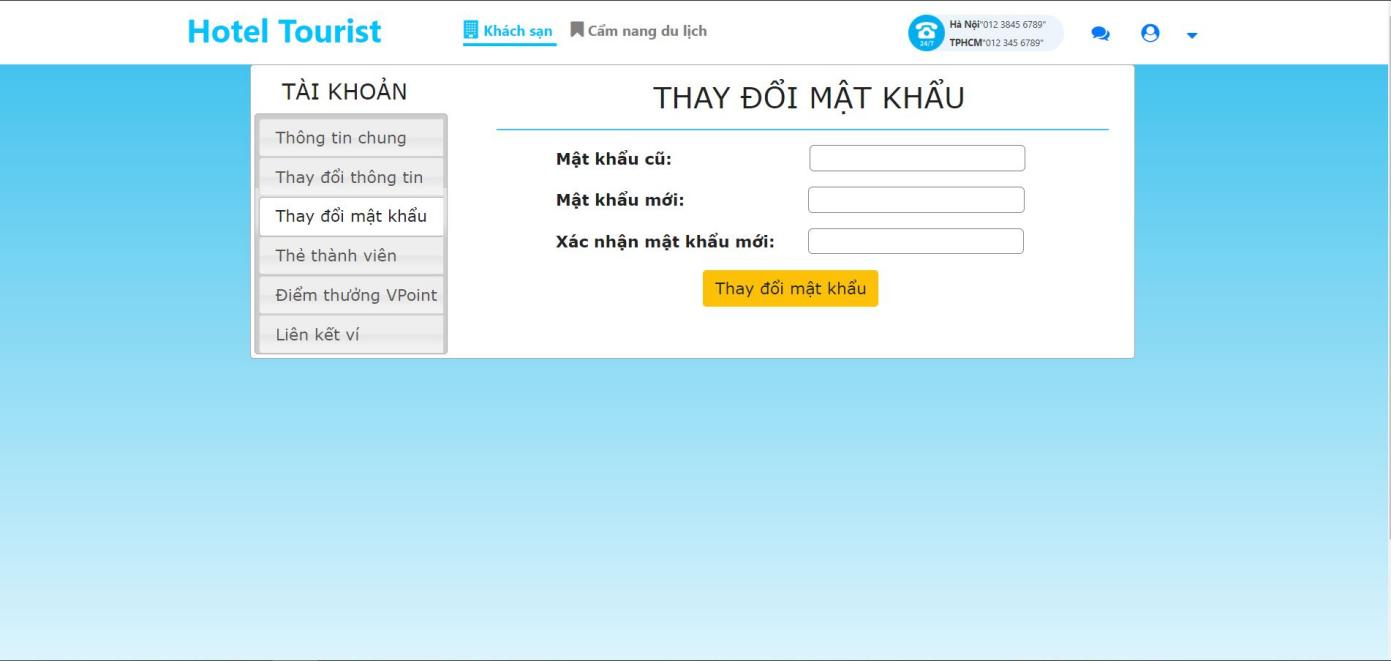 Hotel Tourist
Khách sạn
Cẩm nang du lịch
24/7
Hà Nội"012 3845 6789"
TPHCM"012 345 6789"
TÀI KHOẢN
Thông tin chung
Thay đổi thông tin
Thay đổi mật khẩu
Thẻ thành viên
Điểm thưởng VPoint
Liên kết ví
THAY ĐỔI MẬT KHẨU
Mật khẩu cũ:
Mật khẩu mới:
Xác nhận mật khẩu mới:
Thay đổi mật khẩu